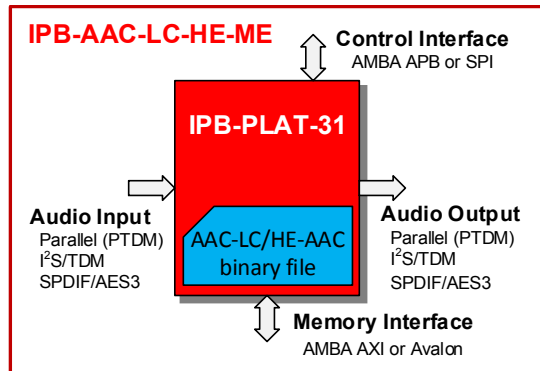 IPB-AAC-LC-HE-ME
Control Interface
AMBA APB or SPI
IPB-PLAT-31
Audio Input
Parallel (PTDM)
I²S/TDM
SPDIF/AES3
AAC-LC/HE-AAC
binary file
Audio Output
Parallel (PTDM)
I²S/TDM
SPDIF/AES3
Memory Interface
AMBA AXI or Avalon